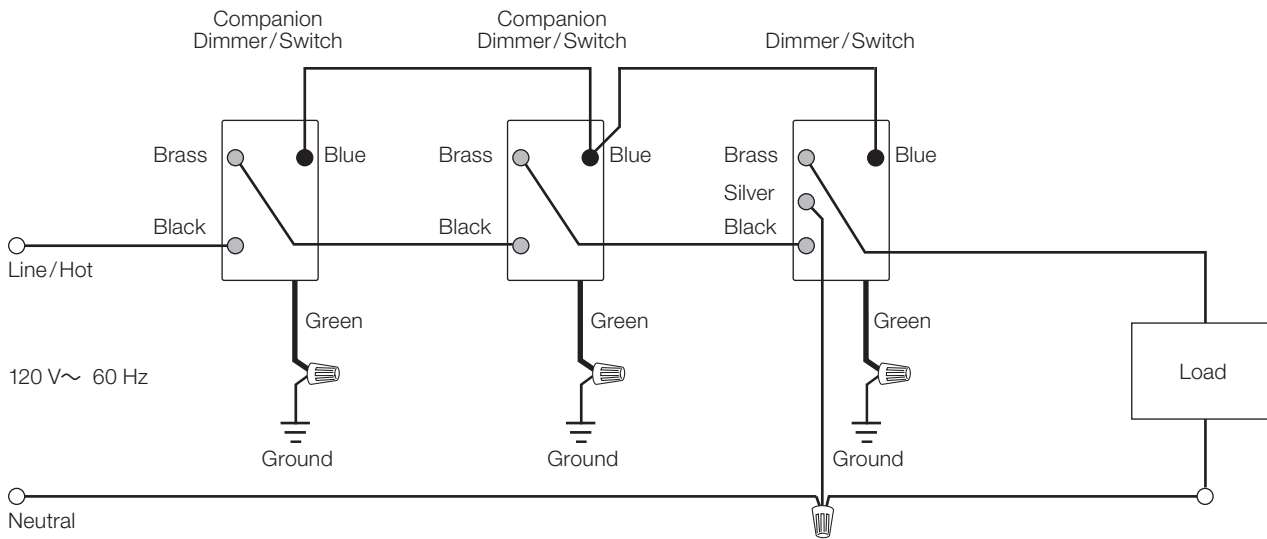 Companion
Dimmer/Switch
Companion
Dimmer/Switch
Dimmer/Switch
Brass
Blue
Brass
Blue
Brass
Blue
Silver
Black
Black
Black
Line/Hot
Green
Green
Green
120 V~ 60 Hz
Load
Ground
Ground
Ground
Neutral